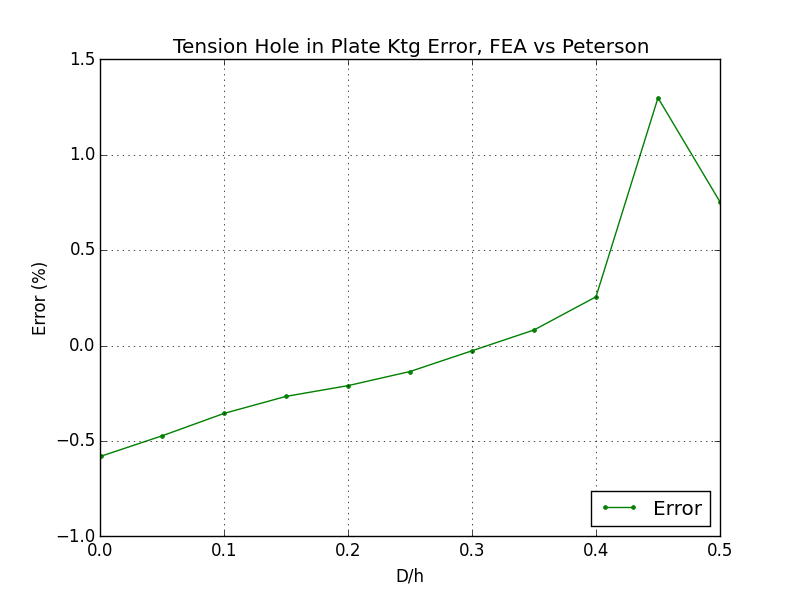 Tension Hole in Plate Ktg Error, FEA vs Peterson
1.5
1.0
0.5
0.0
−0.5
−1.0
Error (%)
Error
0.0 0.1 0.2 0.3 0.4 0.5
D/h